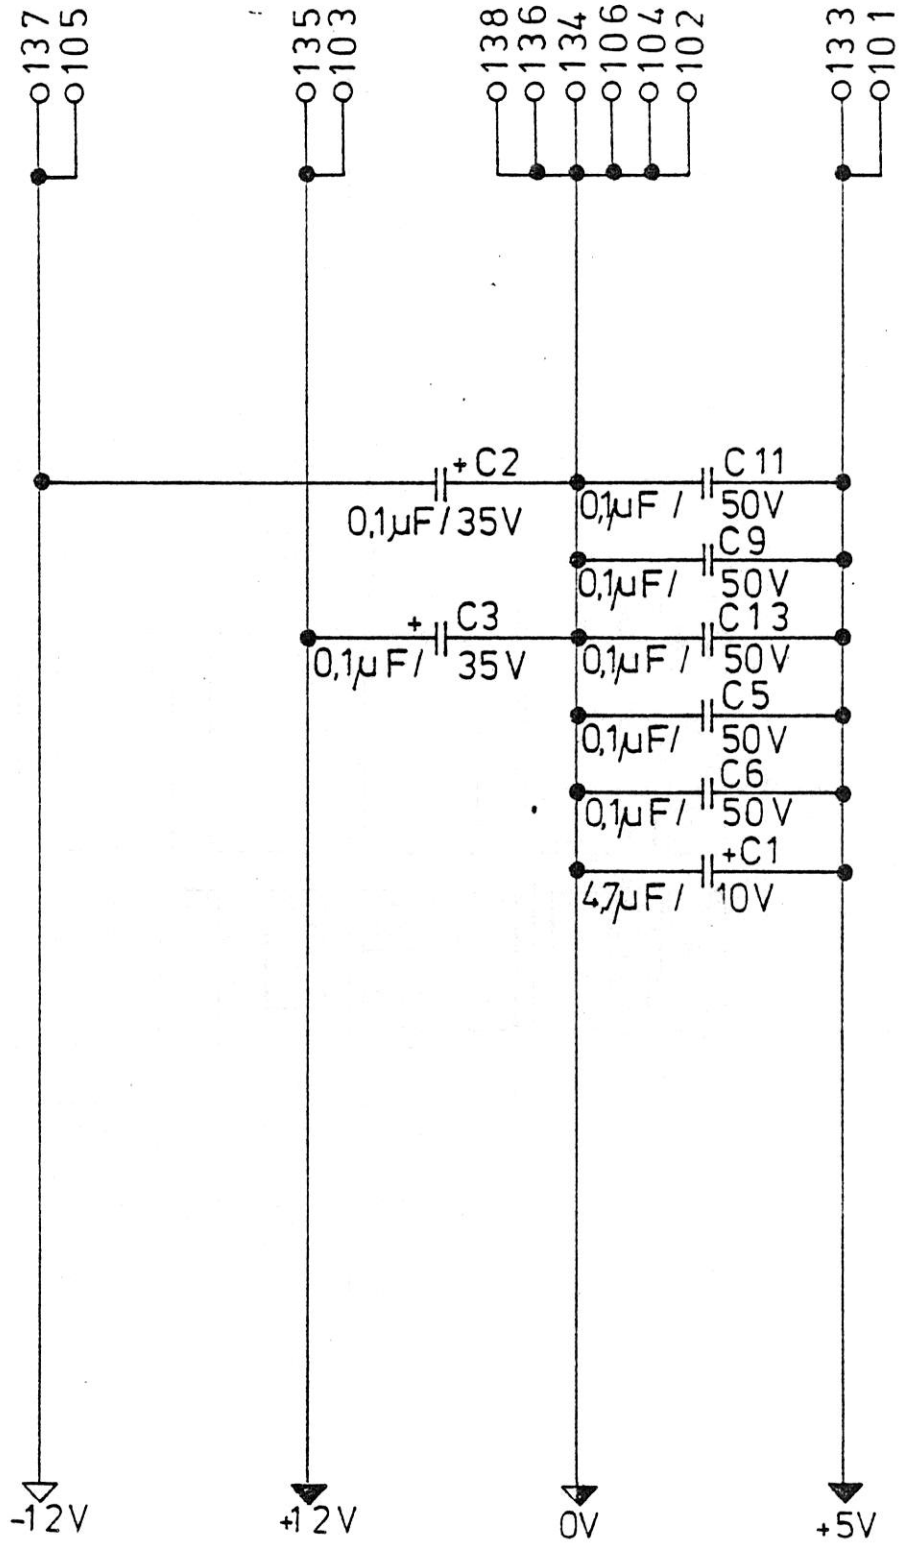 137
105
135
103
138
136
134
106
104
102
133
101
+C2
0,1µF/35V
C11
0,1µF / 50V
C9
0,1µF/ 50V
+ C3
0,1µF/ 35V
C13
0,1µF / 50V
C5
0,1µF/ 50V
C6
0,1µF/ 50V
+C1
4,7µF / 10V
-12V
+12V
0V
+5V